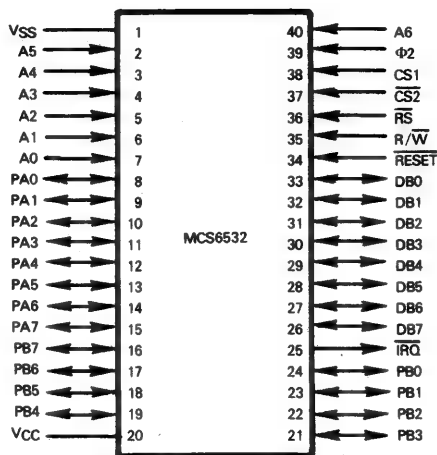 VSS 1 40 A6
A5 2 39 Φ2
A4 3 38 CS1
A3 4 37 C̅S̅2̅
A2 5 36 R̅S̅
A1 6 35 R/W̅
A0 7 34 R̅E̅S̅E̅T̅
PA0 8 33 DB0
PA1 9 32 DB1
PA2 10 31 DB2
PA3 11 MCS6532 30 DB3
PA4 12 29 DB4
PA5 13 28 DB5
PA6 14 27 DB6
PA7 15 26 DB7
PB7 16 25 I̅R̅Q̅
PB6 17 24 PB0
PB5 18 23 PB1
PB4 19 22 PB2
VCC 20 21 PB3